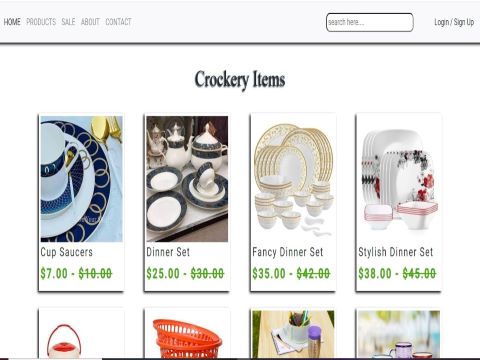 HOME PRODUCTS SALE ABOUT CONTACT search here.... Login / Sign Up
Crockery Items
Cup Saucers Dinner Set Fancy Dinner Set Stylish Dinner Set
$7.00 - $10.00 $25.00 - $30.00 $35.00 - $42.00 $38.00 - $45.00